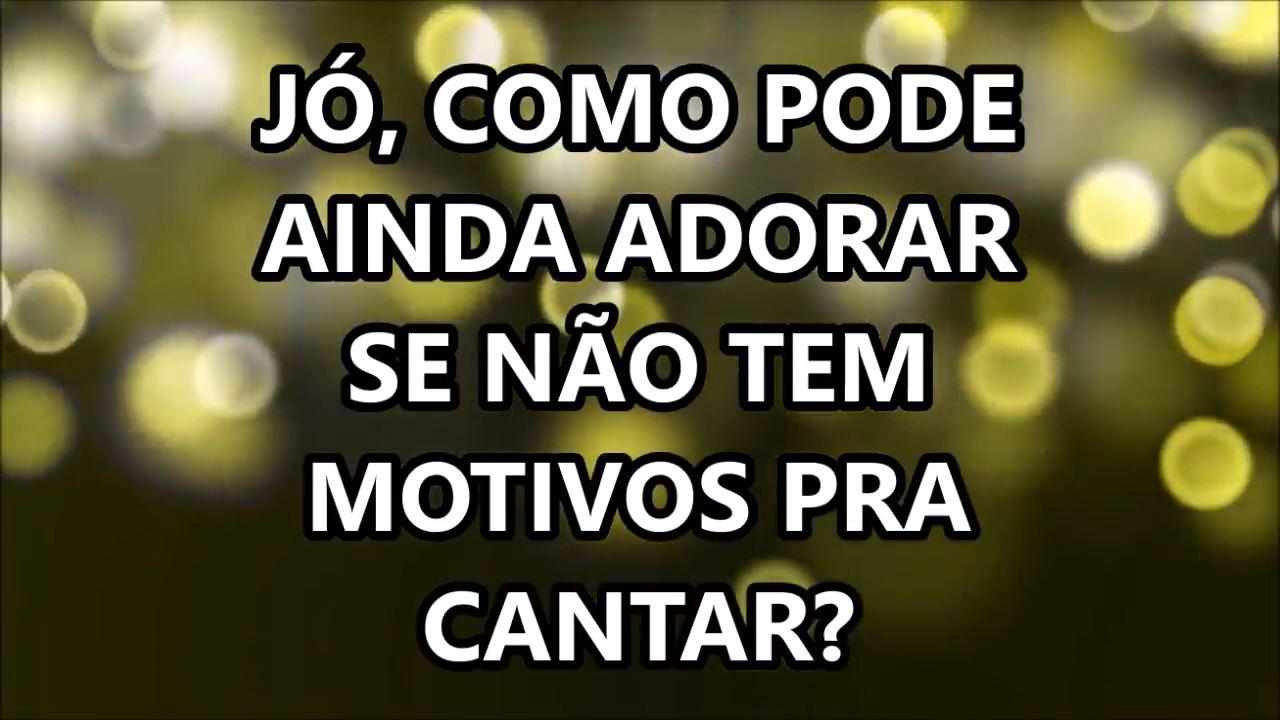 JÓ, COMO PODE
AINDA ADORAR
SE NÃO TEM
MOTIVOS PRA
CANTAR?